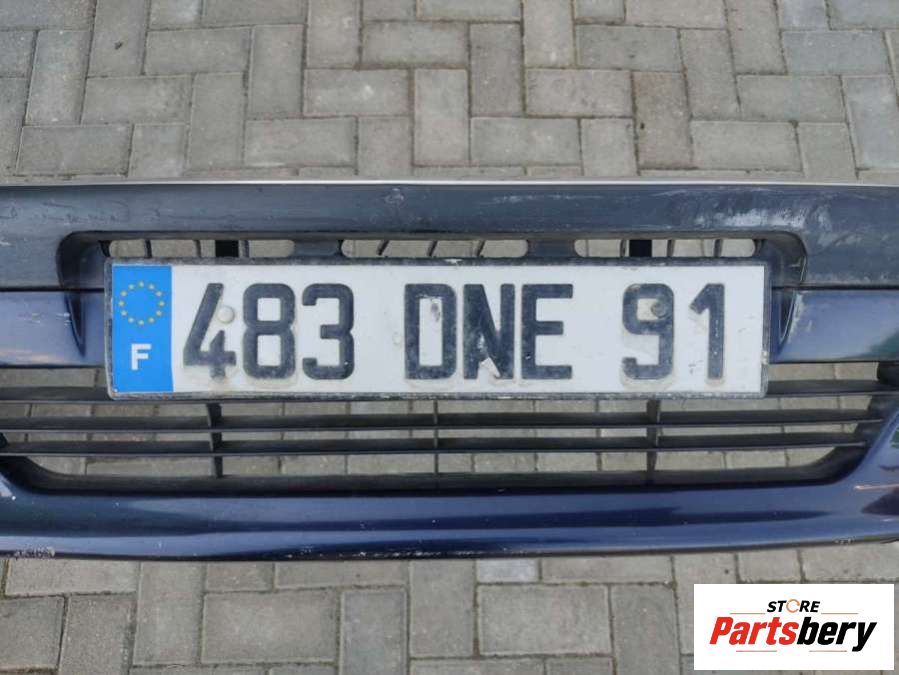 F
483 DNE 91
STORE
Partsbery